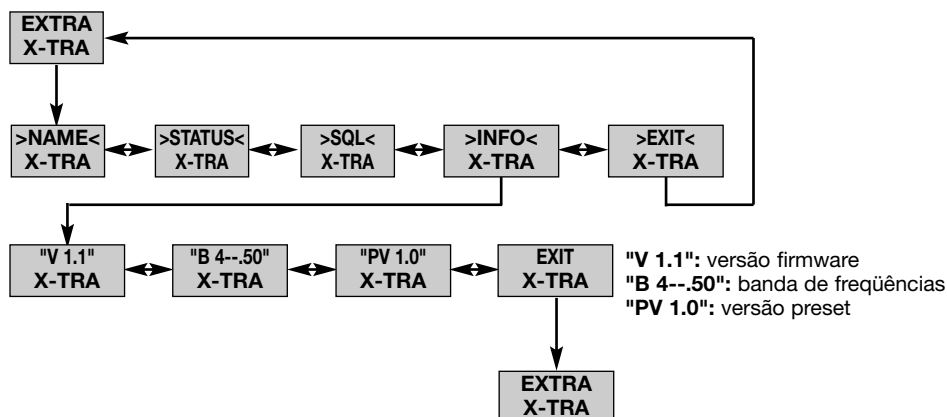 EXTRA
X-TRA
>NAME<
X-TRA
>STATUS<
X-TRA
>SQL<
X-TRA
>INFO<
X-TRA
>EXIT<
X-TRA
"V 1.1"
X-TRA
"B 4--.50"
X-TRA
"PV 1.0"
X-TRA
EXIT
X-TRA
"V 1.1": versão firmware
"B 4--.50": banda de freqüências
"PV 1.0": versão preset
EXTRA
X-TRA